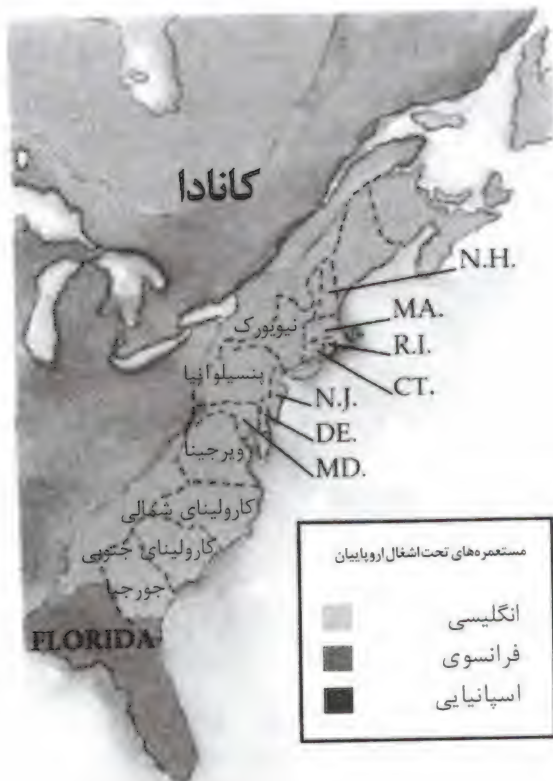 کانادا
N.H.
MA.
نیویورک
R.I.
CT.
پنسیلوانیا
N.J.
DE.
MD.
ویرجینا
کارولینای شمالی
کارولینای جنوبی
جورجیا
FLORIDA
مستعمره‌های تحت اشغال اروپاییان
انگلیسی
فرانسوی
اسپانیایی